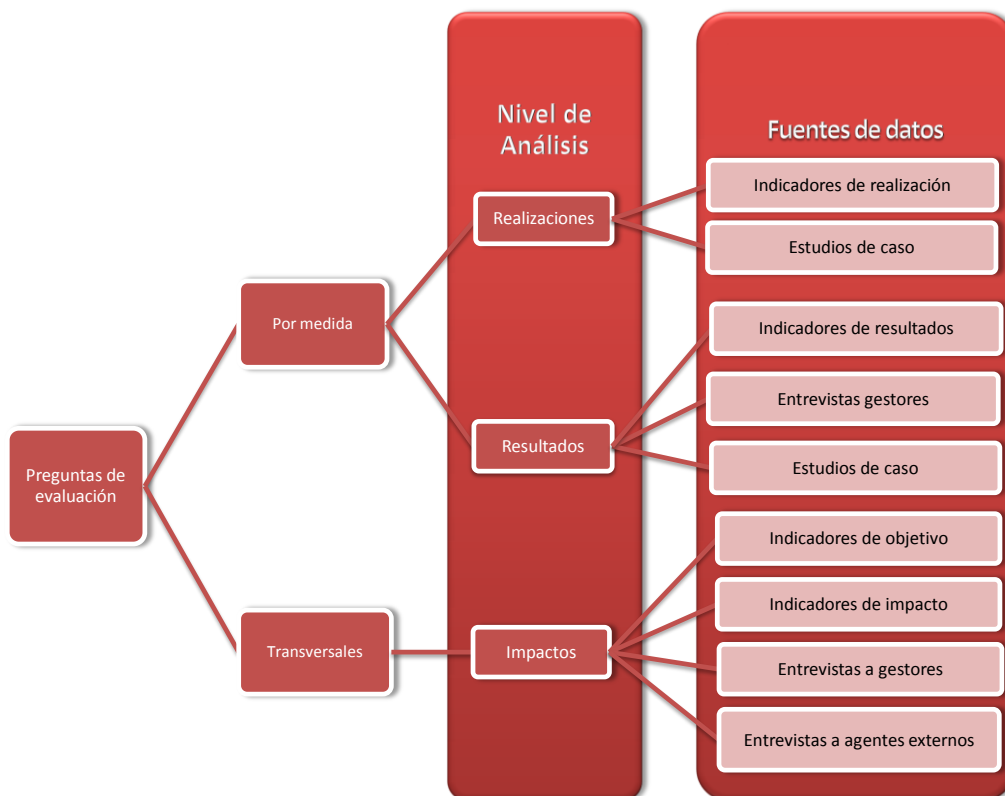 Nivel de
Análisis
Fuentes de datos
Indicadores de realización
Realizaciones
Estudios de caso
Por medida
Indicadores de resultados
Entrevistas gestores
Resultados
Estudios de caso
Preguntas de
evaluación
Indicadores de objetivo
Indicadores de impacto
Transversales
Impactos
Entrevistas a gestores
Entrevistas a agentes externos